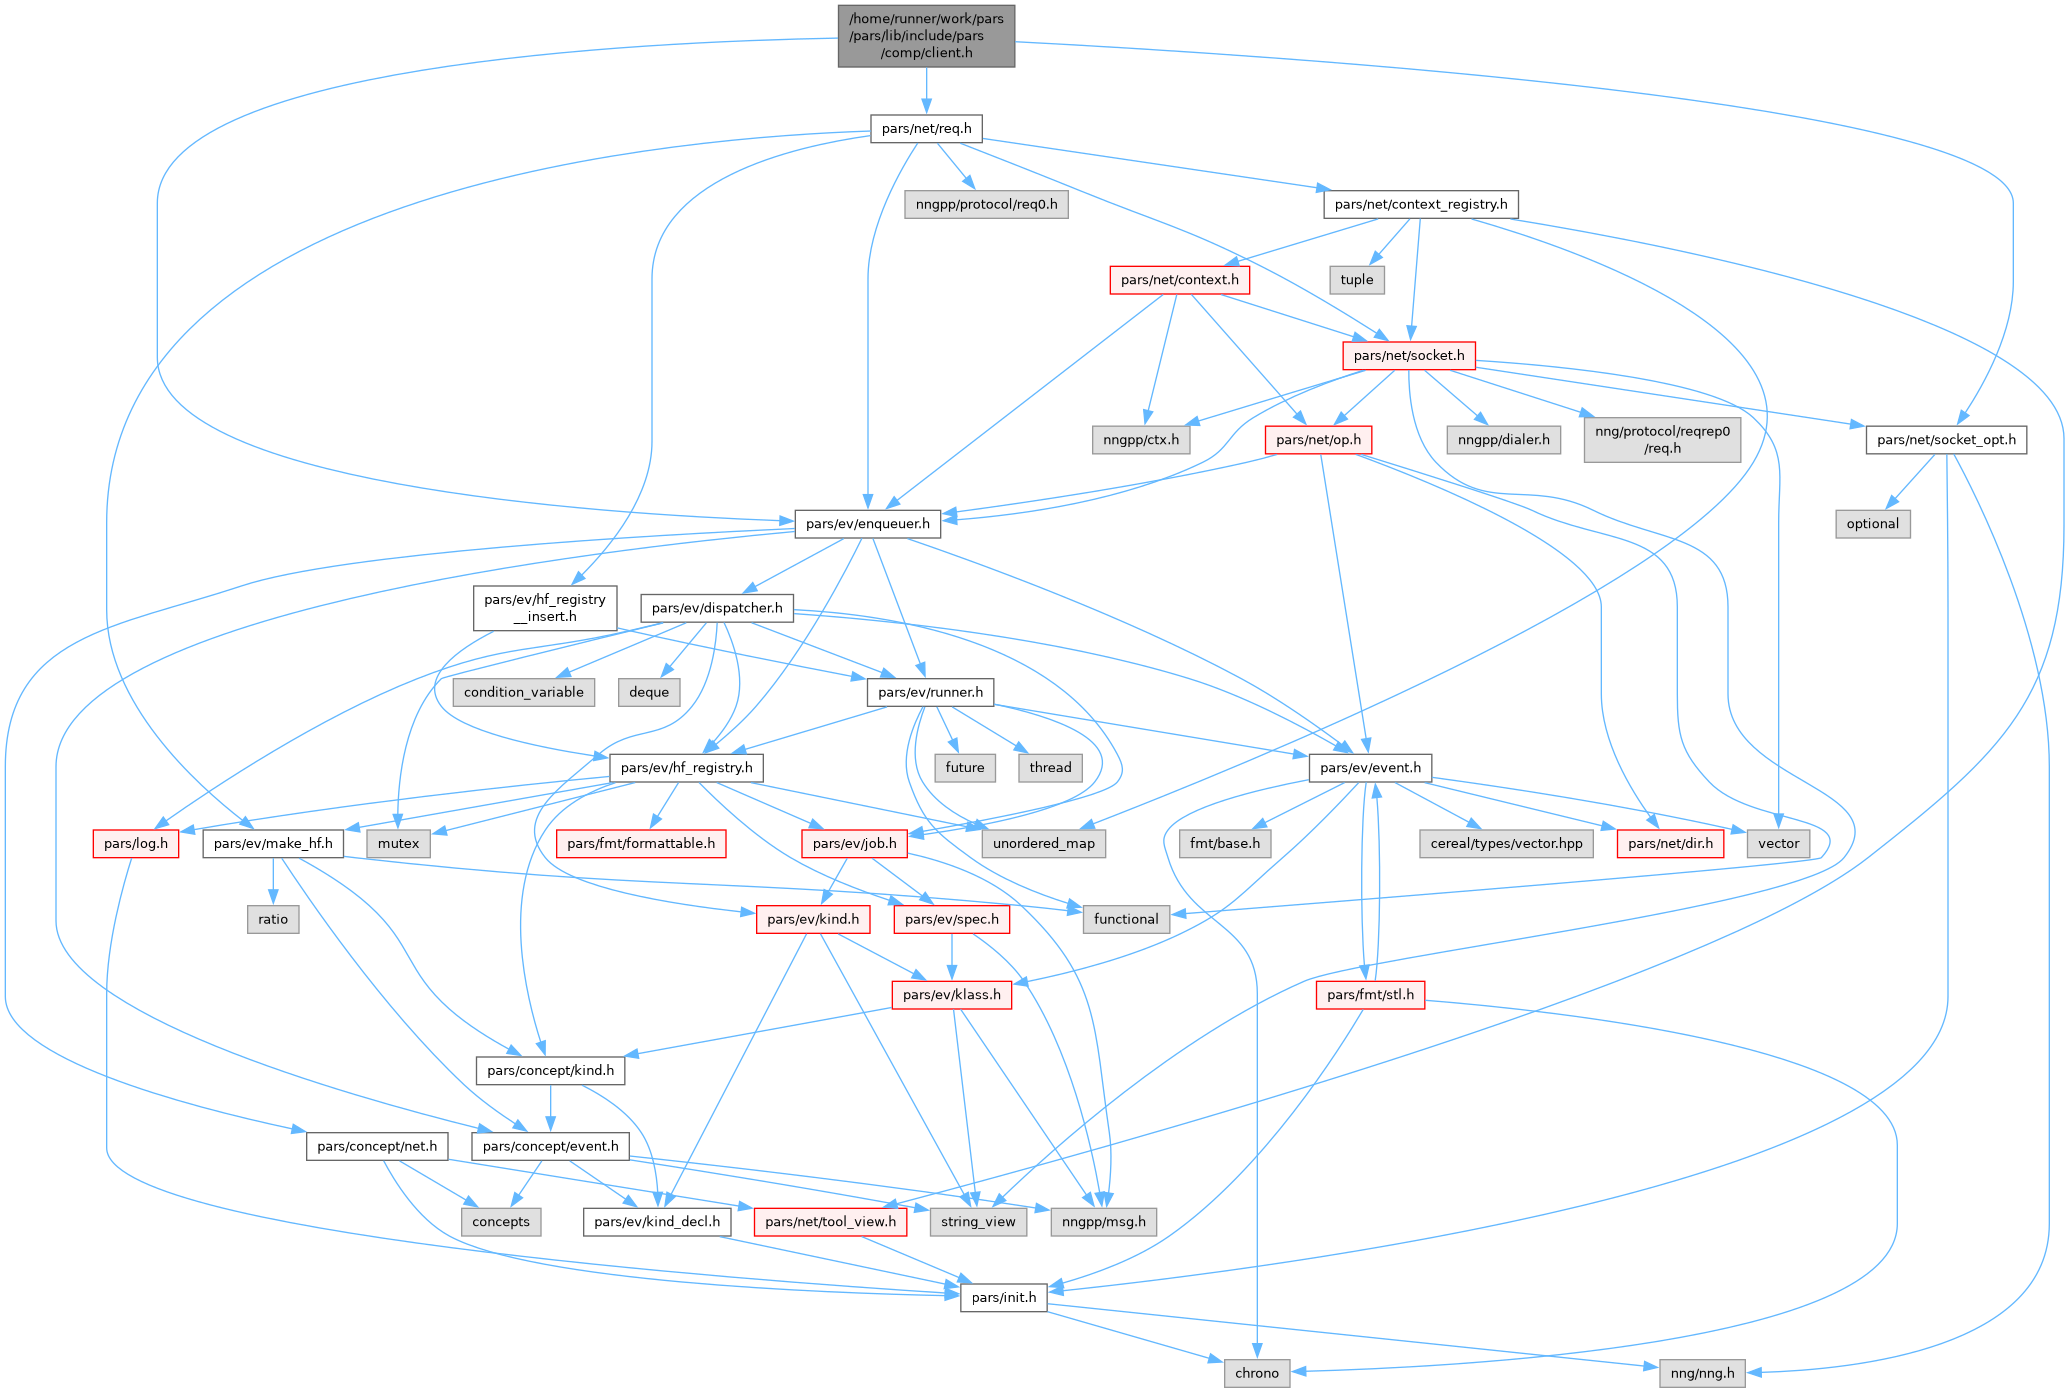 /home/runner/work/pars
/pars/lib/include/pars
/comp/client.h
pars/net/req.h
nngpp/protocol/req0.h
pars/net/context_registry.h
pars/net/context.h
tuple
pars/net/socket.h
nngpp/ctx.h
pars/net/op.h
nngpp/dialer.h
nng/protocol/reqrep0
/req.h
pars/net/socket_opt.h
pars/ev/enqueuer.h
optional
pars/ev/hf_registry
__insert.h
pars/ev/dispatcher.h
condition_variable
deque
pars/ev/runner.h
pars/ev/hf_registry.h
future
thread
pars/ev/event.h
pars/log.h
pars/ev/make_hf.h
mutex
pars/fmt/formattable.h
pars/ev/job.h
unordered_map
fmt/base.h
cereal/types/vector.hpp
pars/net/dir.h
vector
ratio
pars/ev/kind.h
pars/ev/spec.h
functional
pars/ev/klass.h
pars/fmt/stl.h
pars/concept/kind.h
pars/concept/net.h
pars/concept/event.h
concepts
pars/ev/kind_decl.h
pars/net/tool_view.h
string_view
nngpp/msg.h
pars/init.h
chrono
nng/nng.h